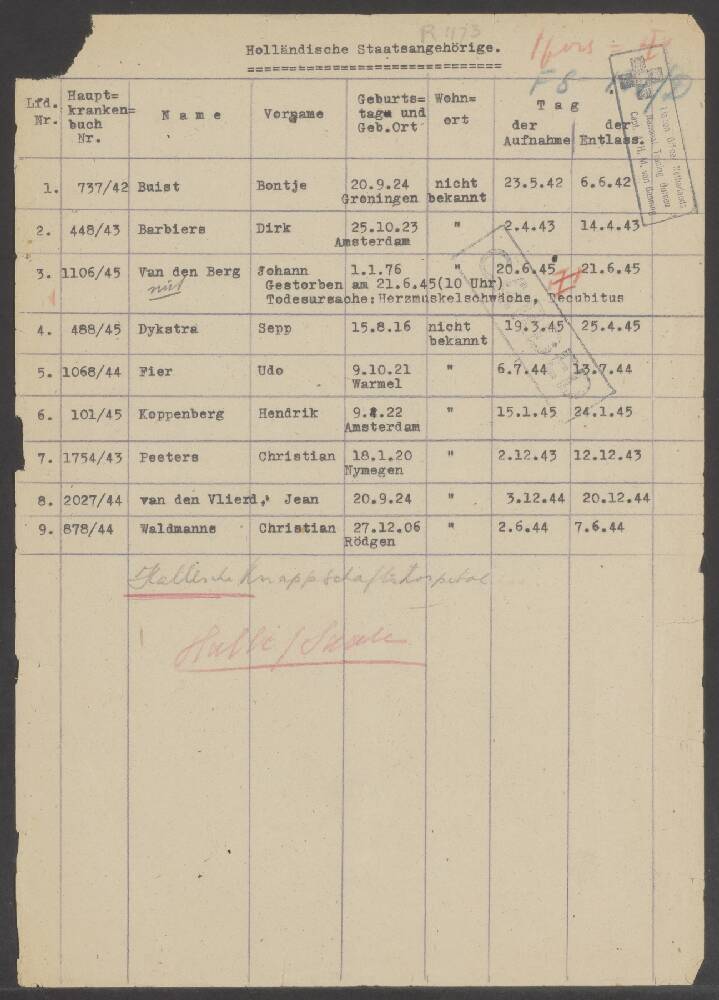 R 473
Holländische Staatsangehörige.
Lfd. Nr. Haupt= kranken= buch Nr. Name Vorname Geburts= tage und Geb.Ort Wohn= ort Tag der Aufnahme der Entlass.
1. 737/42 Buist Bontje 20.9.24 nicht 23.5.42 6.6.42
Groningen bekannt
2. 448/43 Barbiers Dirk 25.10.23 " 2.4.43 14.4.43
Amsterdam
3. 1106/45 Van den Berg Johann 1.1.76 " 20.6.45 21.6.45
Gestorben am 21.6.45(10 Uhr)
Todesursache: Herzmuskelschwäche, Decubitus
4. 488/45 Dykstra Sepp 15.8.16 nicht 19.3.45 25.4.45
bekannt
5. 1068/44 Fier Udo 9.10.21 " 6.7.44 13.7.44
Warmel
6. 101/45 Koppenberg Hendrik 9. .22 " 15.1.45 24.1.45
Amsterdam
7. 1754/43 Peeters Christian 18.1.20 " 2.12.43 12.12.43
Nymegen
8. 2027/44 van den Vlierd, Jean 20.9.24 " 3.12.44 20.12.44
9. 878/44 Waldmanns Christian 27.12.06 " 2.6.44 7.6.44
Rödgen
Hallische Knappschafts Hospital
Halle/Saale